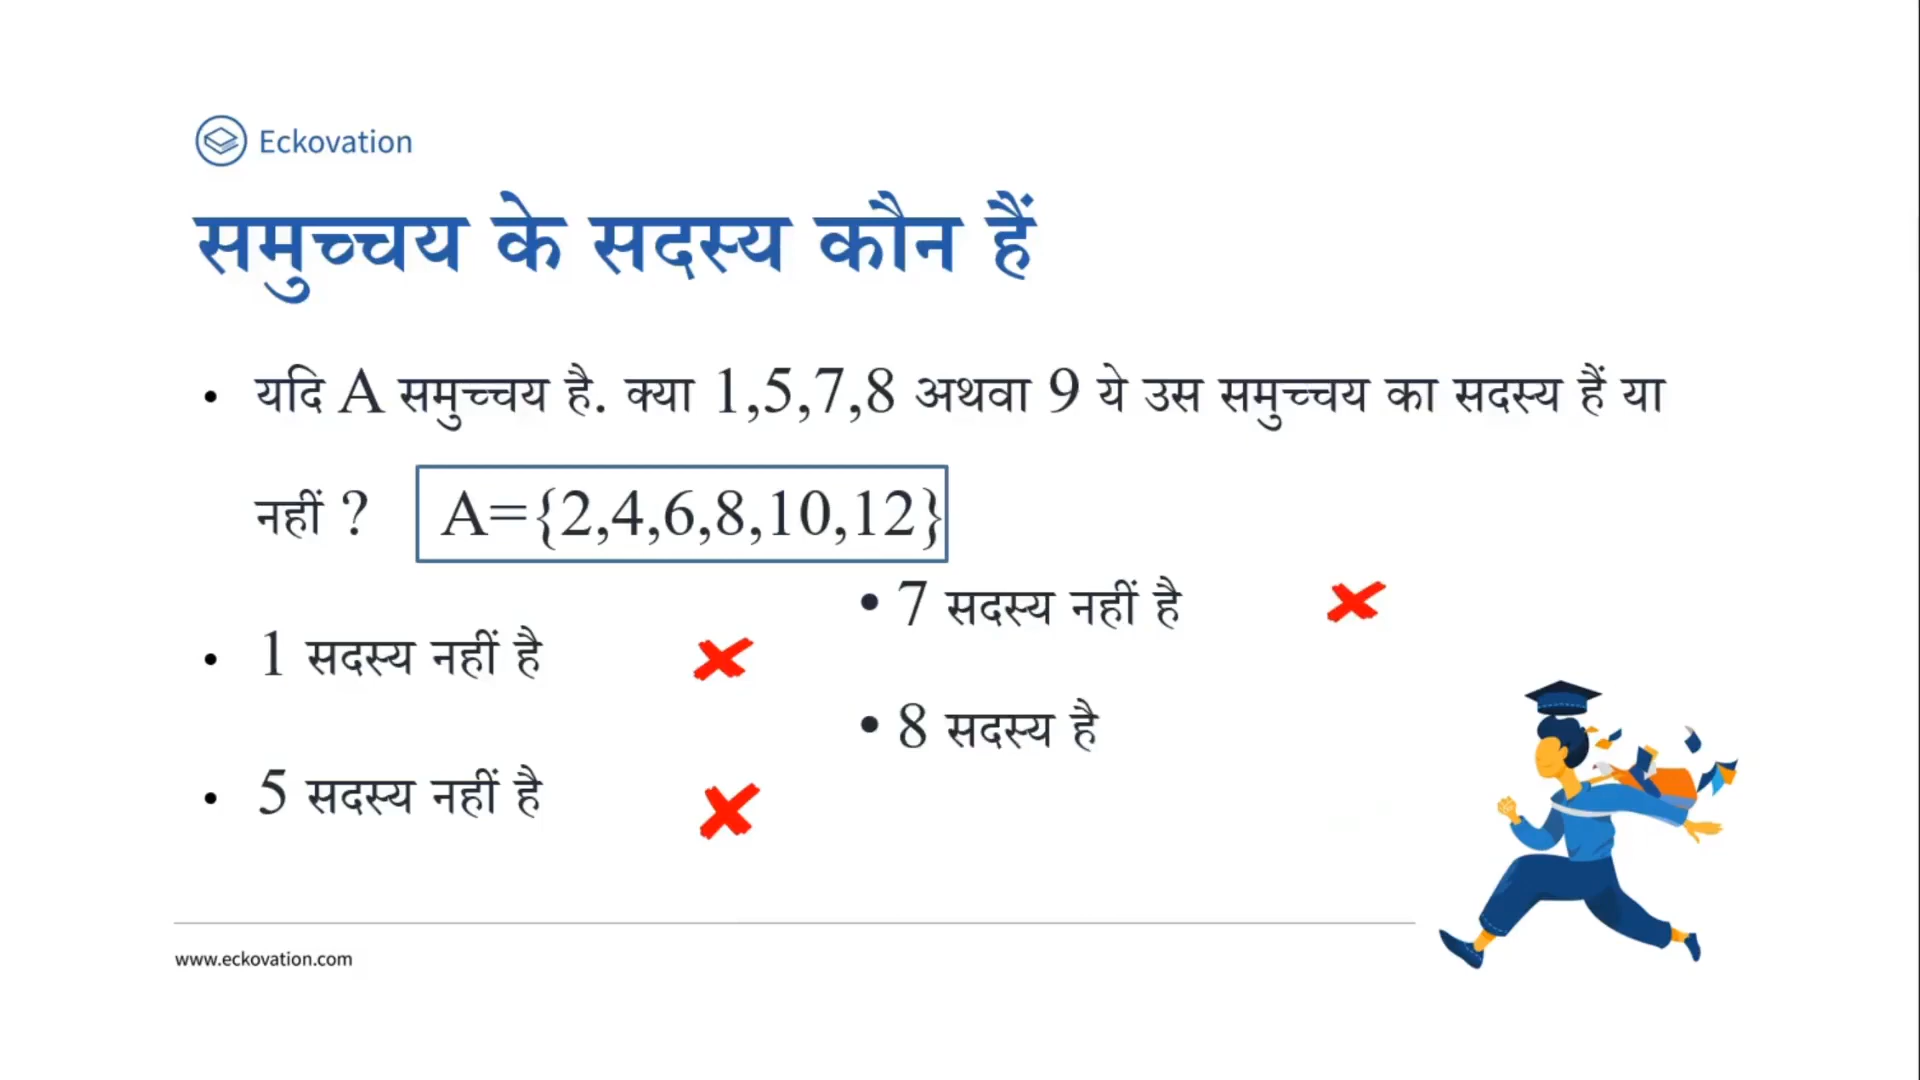 Eckovation
समुच्चय के सदस्य कौन हैं
• यदि A समुच्चय है. क्या 1,5,7,8 अथवा 9 ये उस समुच्चय का सदस्य हैं या
नहीं ? A={2,4,6,8,10,12}
• 1 सदस्य नहीं है
• 5 सदस्य नहीं है
• 7 सदस्य नहीं है
• 8 सदस्य है
www.eckovation.com